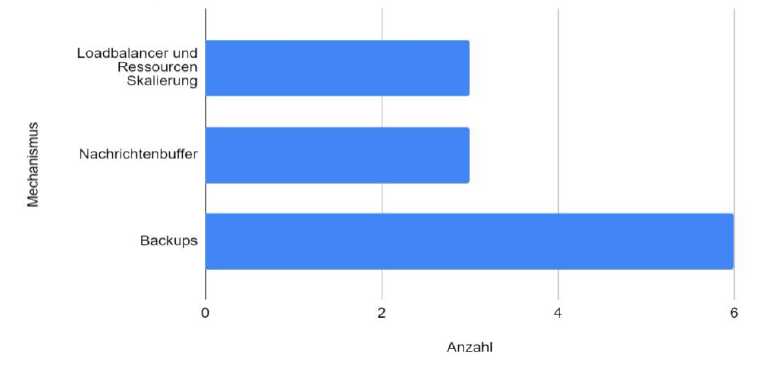 Loadbalancer und
Ressourcen
Skalierung
Nachrichtenbuffer
Backups
Mechanismus
0
2
4
6
Anzahl